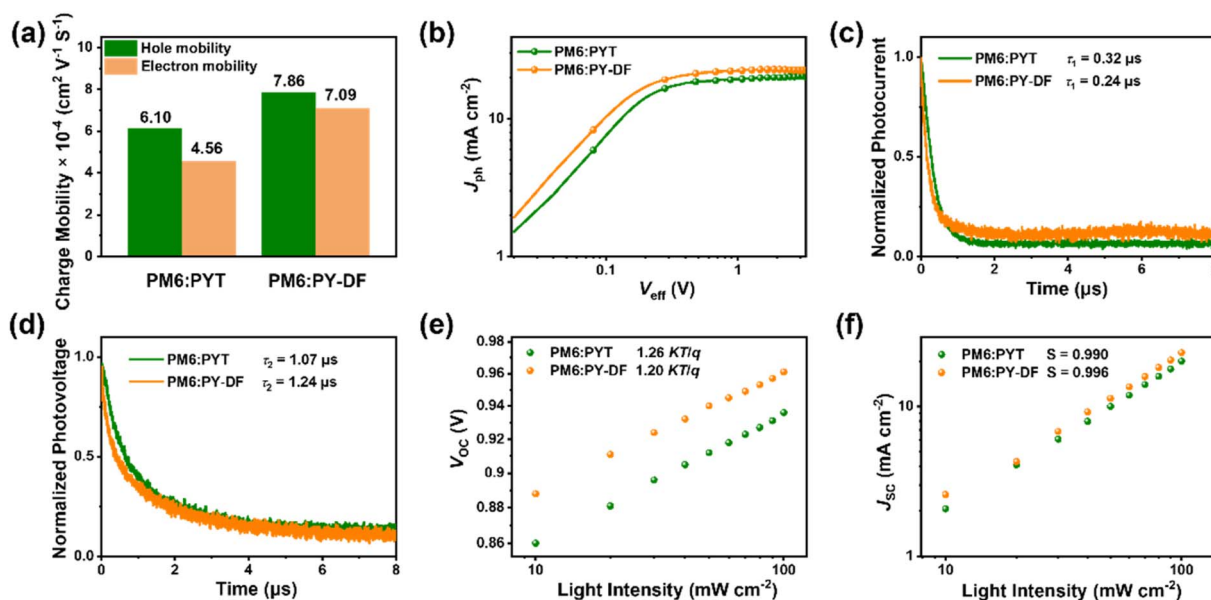 (a)
Charge Mobility × 10⁻⁴ (cm² V⁻¹ S⁻¹)
10
8
6
4
2
0
Hole mobility
Electron mobility
6.10
4.56
7.86
7.09
PM6:PYT
PM6:PY-DF
(b)
Jph (mA cm⁻²)
10
1
PM6:PYT
PM6:PY-DF
0.1
1
Veff (V)
(c)
Normalized Photocurrent
1.0
0.5
0.0
PM6:PYT τ1 = 0.32 μs
PM6:PY-DF τ1 = 0.24 μs
0
2
4
6
8
Time (μs)
(d)
Normalized Photovoltage
1.0
0.5
0.0
PM6:PYT τ2 = 1.07 μs
PM6:PY-DF τ2 = 1.24 μs
0
2
4
6
8
Time (μs)
(e)
VOC (V)
0.98
0.96
0.94
0.92
0.9
0.88
0.86
PM6:PYT 1.26 KT/q
PM6:PY-DF 1.20 KT/q
10
100
Light Intensity (mW cm⁻²)
(f)
JSC (mA cm⁻²)
10
1
PM6:PYT S = 0.990
PM6:PY-DF S = 0.996
10
100
Light Intensity (mW cm⁻²)